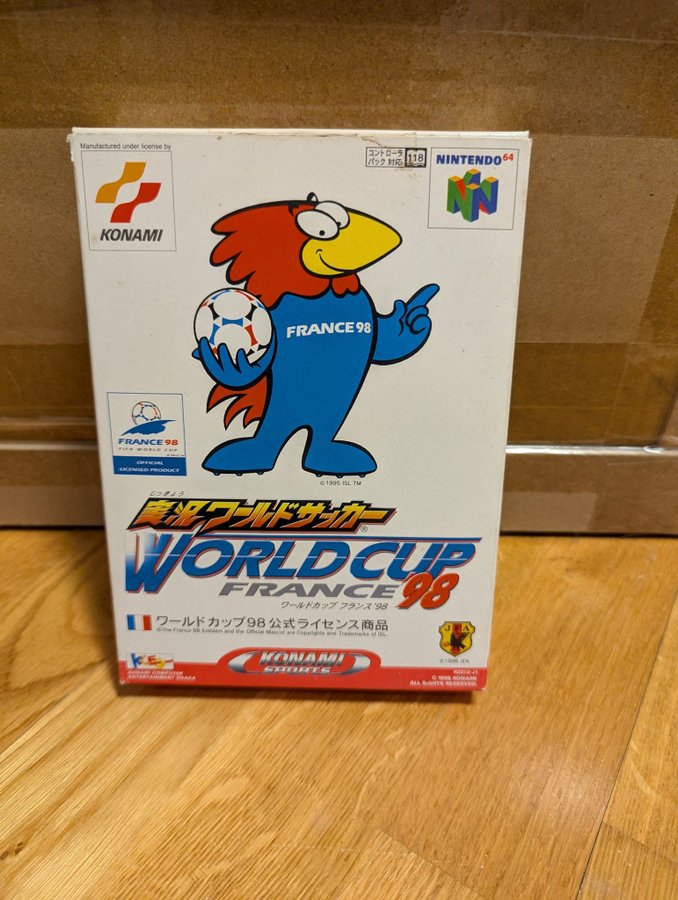 Manufactured under license by
KONAMI
コントローラ
パック 対応
118
NINTENDO 64
FRANCE 98
FRANCE 98
FIFA WORLD CUP
OFFICIAL
LICENSED PRODUCT
©1995 ISL TM
じっきょう
実況ワールドサッカー®
WORLD CUP
FRANCE '98
ワールドカップ フランス '98
ワールドカップ98公式ライセンス商品
©The France 98 Emblem and the Official Mascot are Copyrights and Trademarks of ISL
JFA
©1995 JFA
KONAMI COMPUTER
ENTERTAINMENT OSAKA
KONAMI
SPORTS
© 1998 KONAMI
ALL RIGHTS RESERVED.